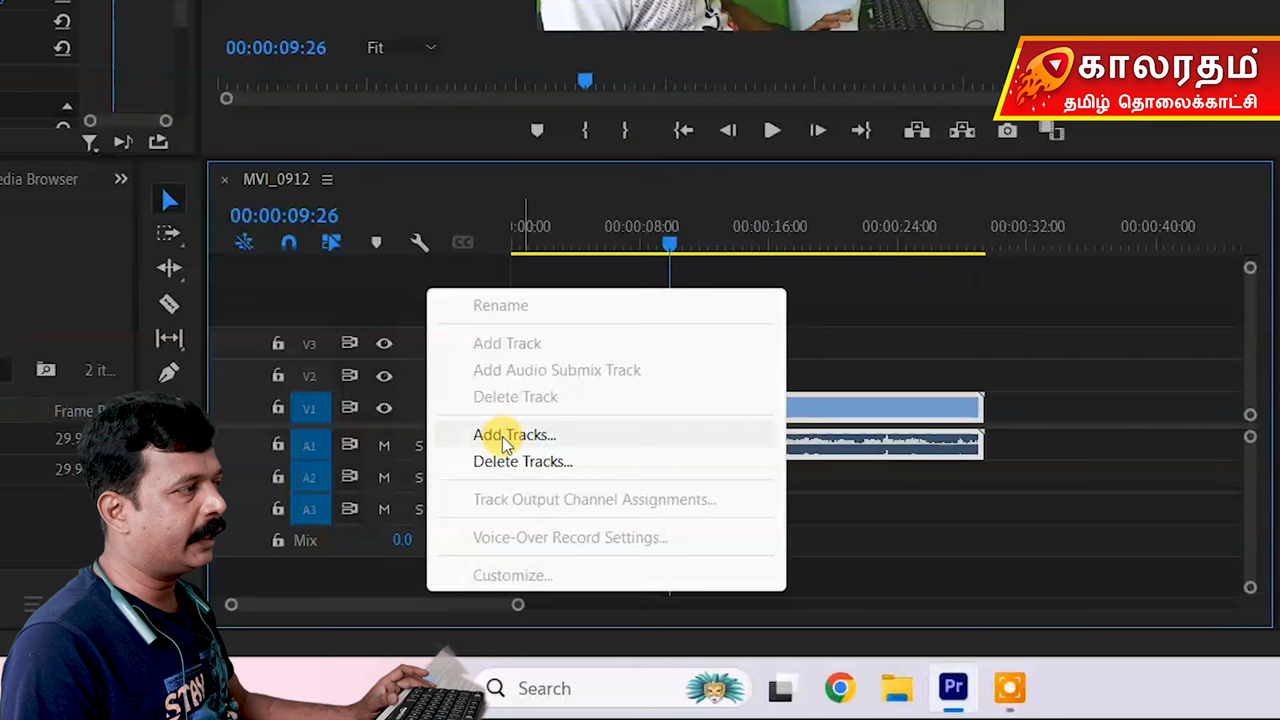 00:00:09:26
Fit
காலரதம்
தமிழ் தொலைக்காட்சி
edia Browser
MVI_0912
00:00:09:26
:00:00
00:00:08:00
00:00:16:00
00:00:24:00
00:00:32:00
00:00:40:00
Rename
V3
Add Track
V2
Add Audio Submix Track
2 it...
Delete Track
Frame
V1
29.9
Add Tracks...
A1 M S
29.9
Delete Tracks...
A2 M S
Track Output Channel Assignments...
A3 M S
Mix 0.0
Voice-Over Record Settings...
Customize...
STAY
Search
Pr